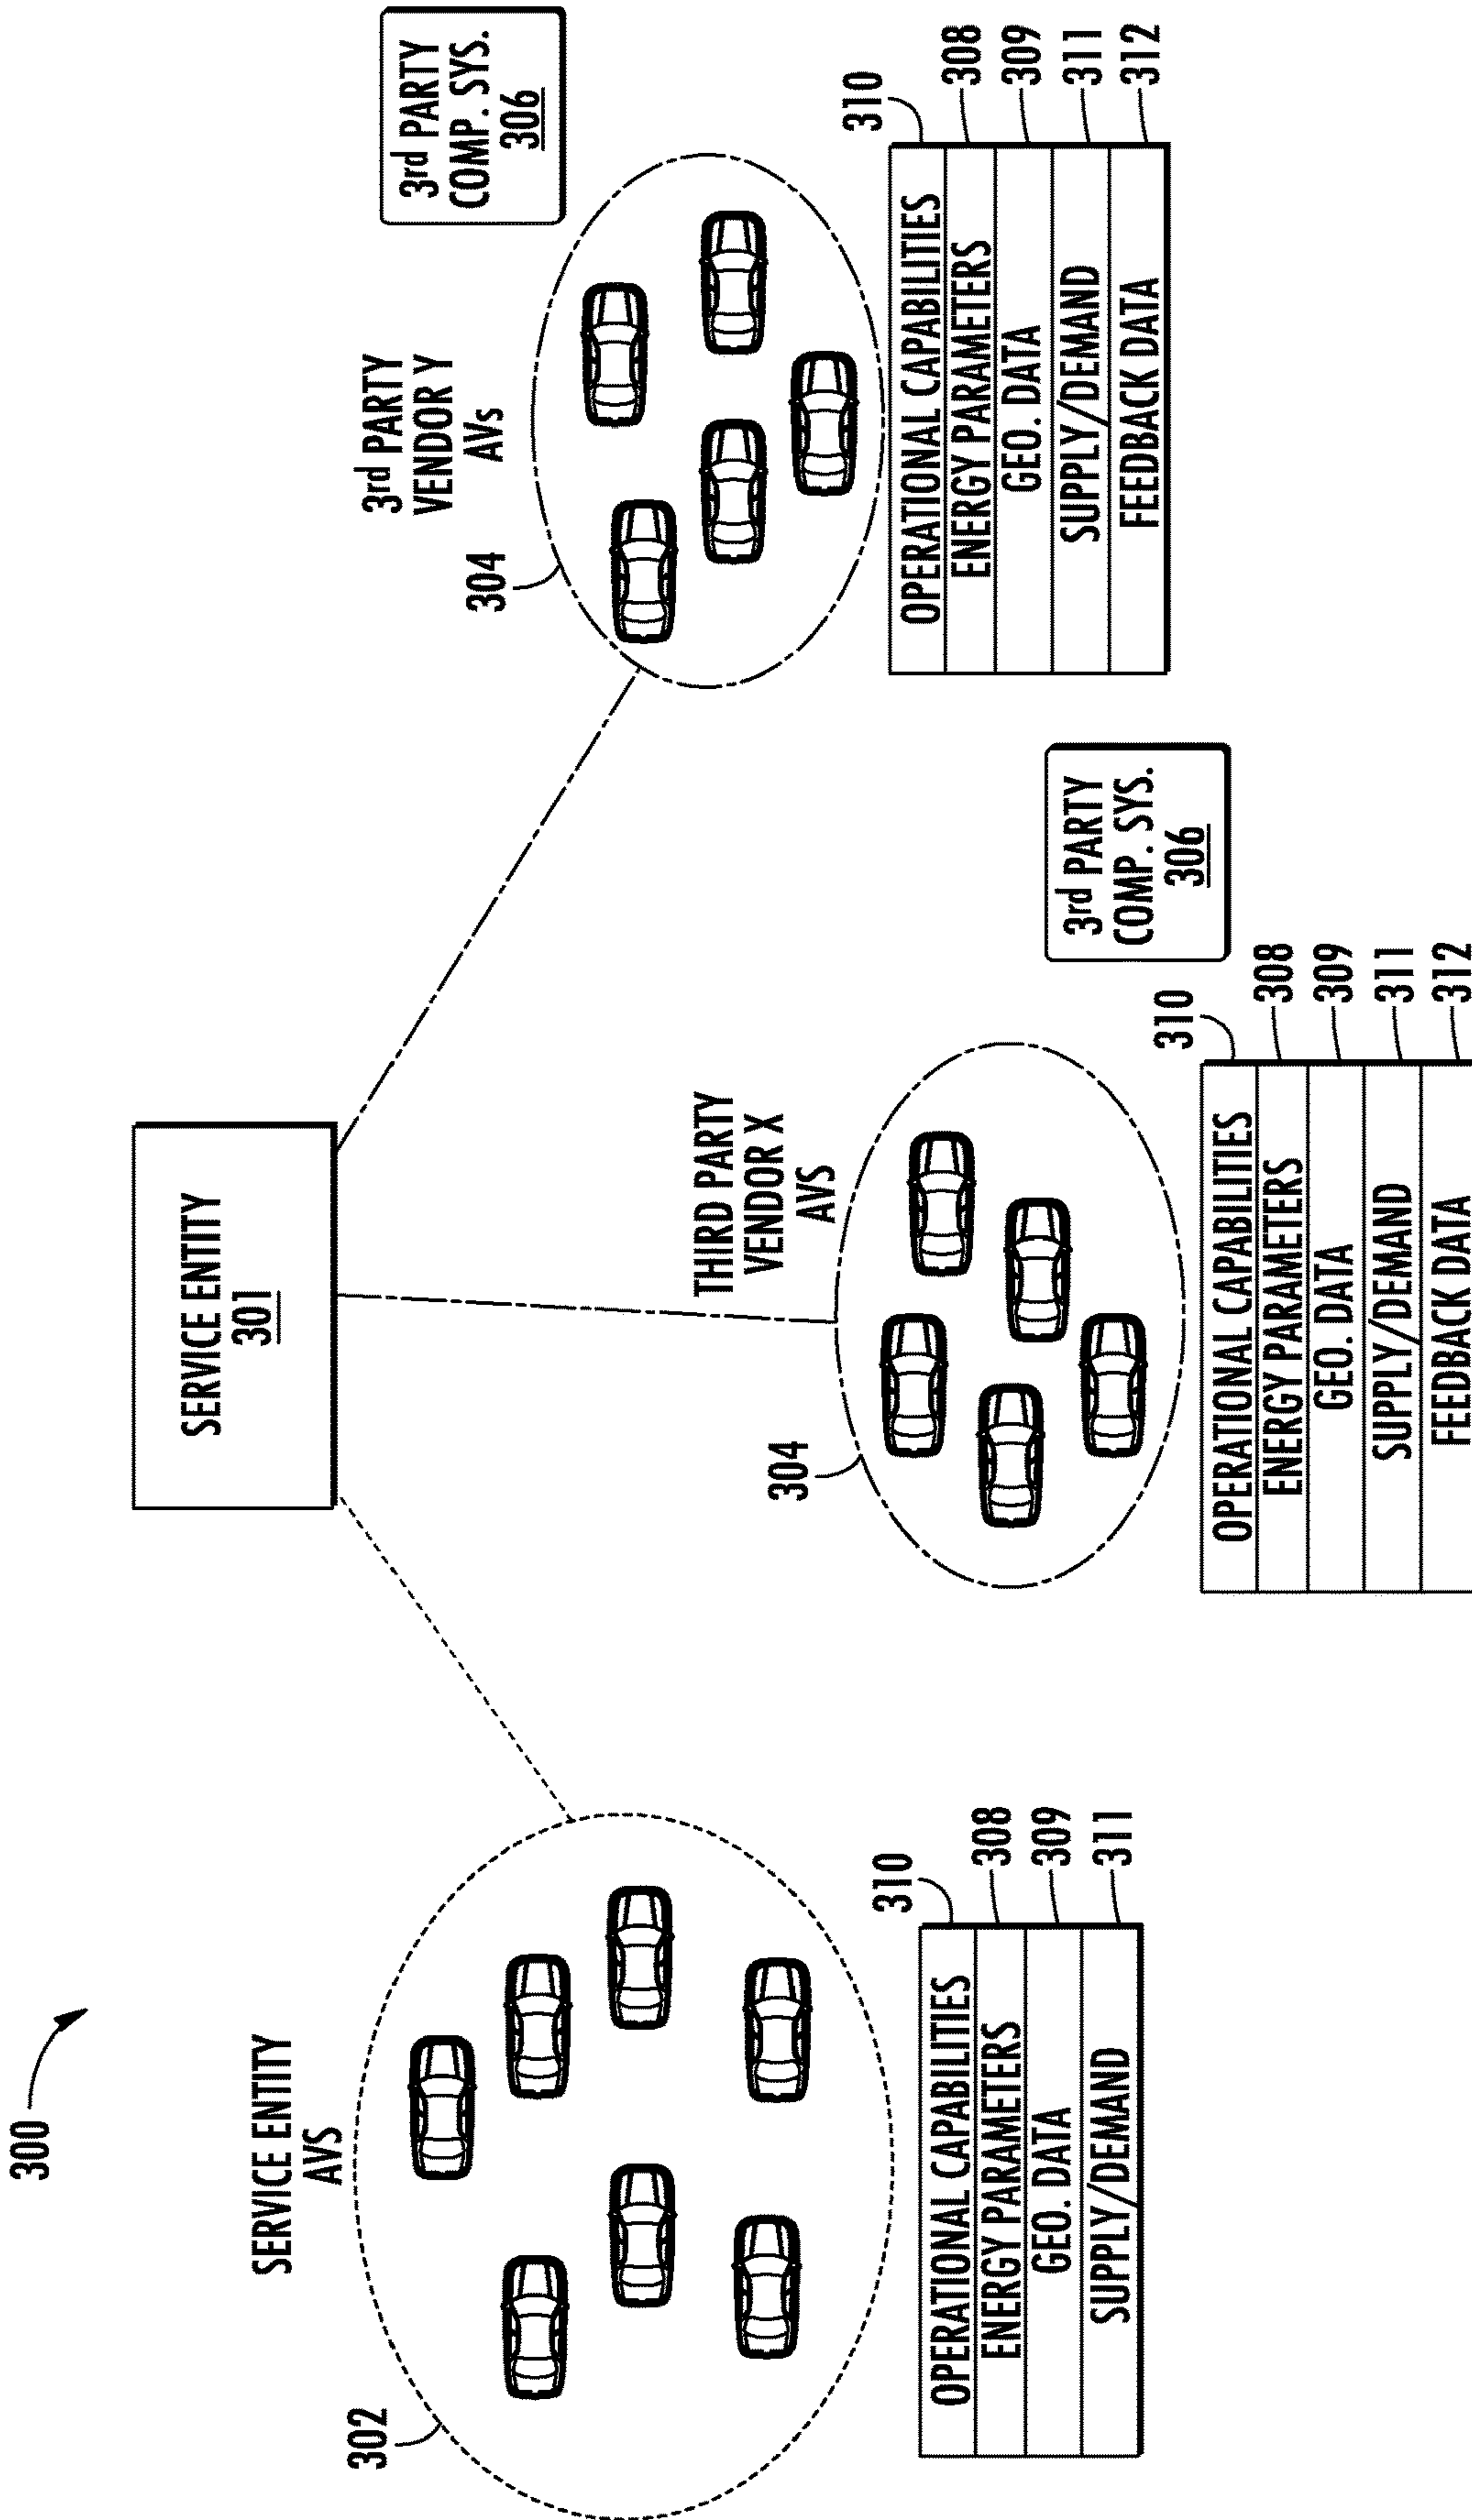 300
SERVICE ENTITY
301
SERVICE ENTITY
AVS
302
OPERATIONAL CAPABILITIES
ENERGY PARAMETERS
GEO. DATA
SUPPLY/DEMAND
310
308
309
311
THIRD PARTY
VENDOR X
AVS
304
3rd PARTY
COMP. SYS.
306
OPERATIONAL CAPABILITIES
ENERGY PARAMETERS
GEO. DATA
SUPPLY/DEMAND
FEEDBACK DATA
310
308
309
311
312
3rd PARTY
VENDOR Y
AVs
304
3rd PARTY
COMP. SYS.
306
OPERATIONAL CAPABILITIES
ENERGY PARAMETERS
GEO. DATA
SUPPLY/DEMAND
FEEDBACK DATA
310
308
309
311
312